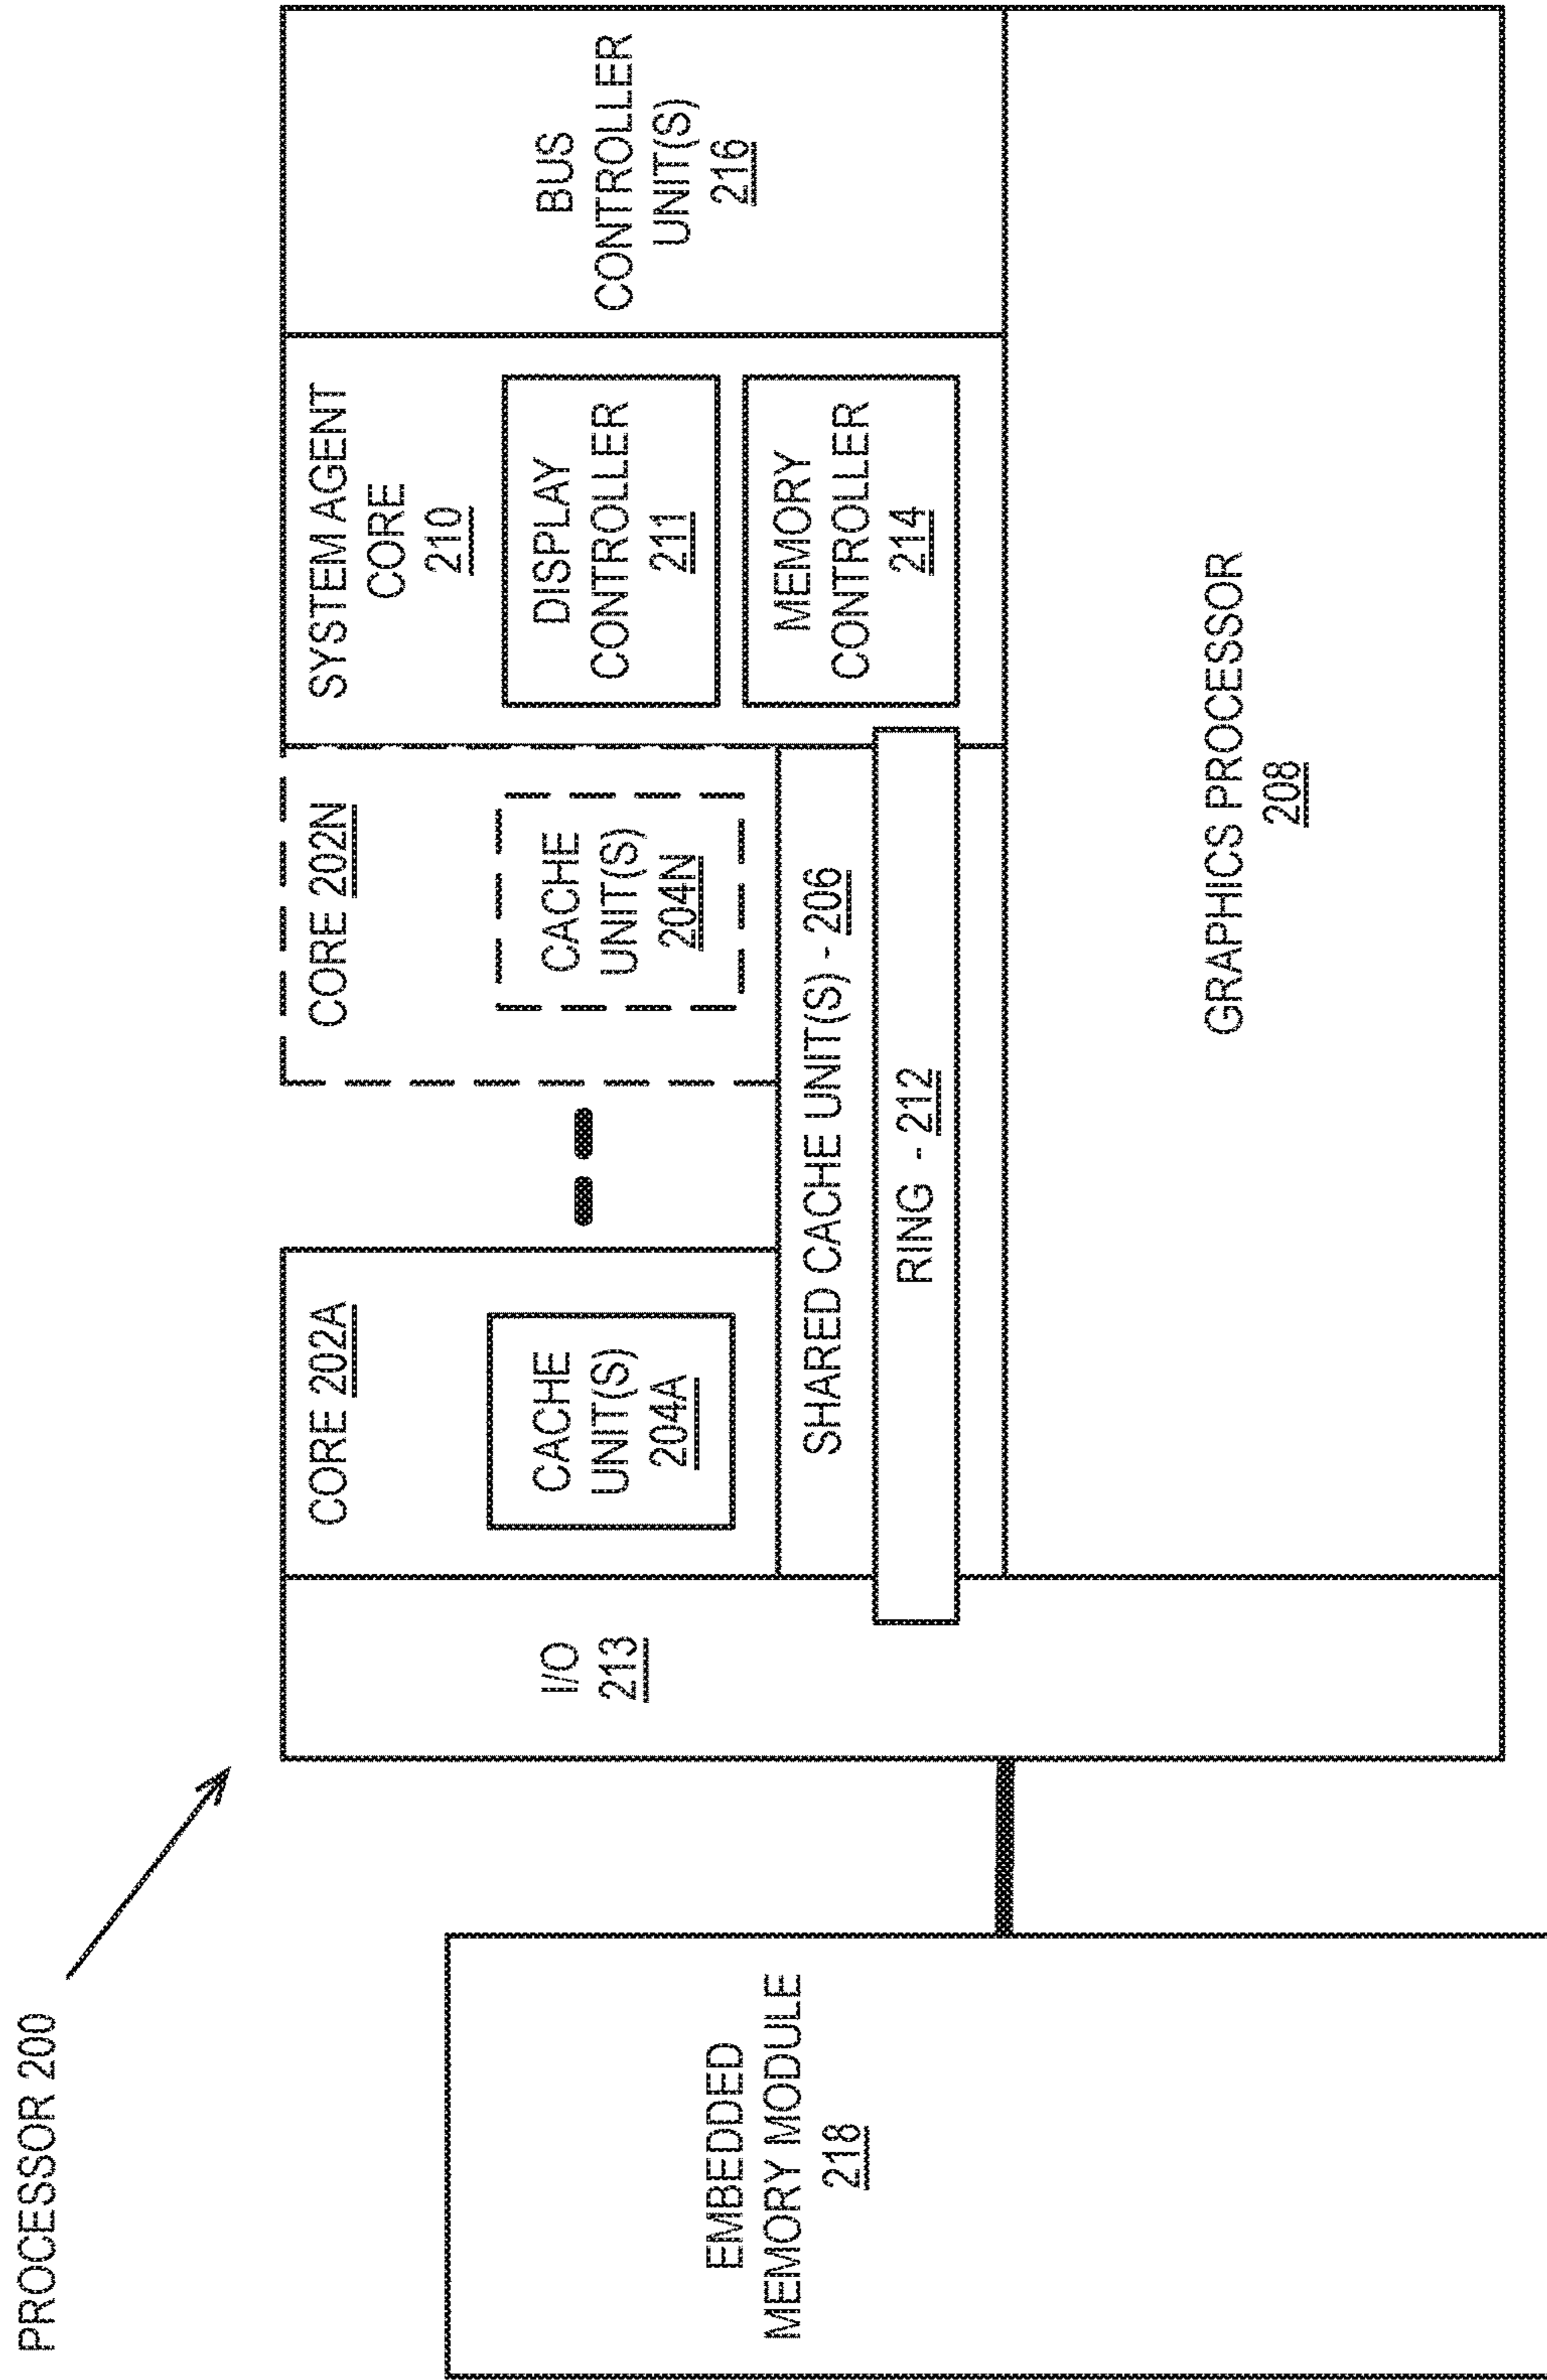 PROCESSOR 200
CORE 202A
CACHE
UNIT(S)
204A
CORE 202N
CACHE
UNIT(S)
204N
SYSTEM AGENT
CORE
210
DISPLAY
CONTROLLER
211
MEMORY
CONTROLLER
214
BUS
CONTROLLER
UNIT(S)
216
I/O
213
SHARED CACHE UNIT(S) - 206
RING - 212
EMBEDDED
MEMORY MODULE
218
GRAPHICS PROCESSOR
208